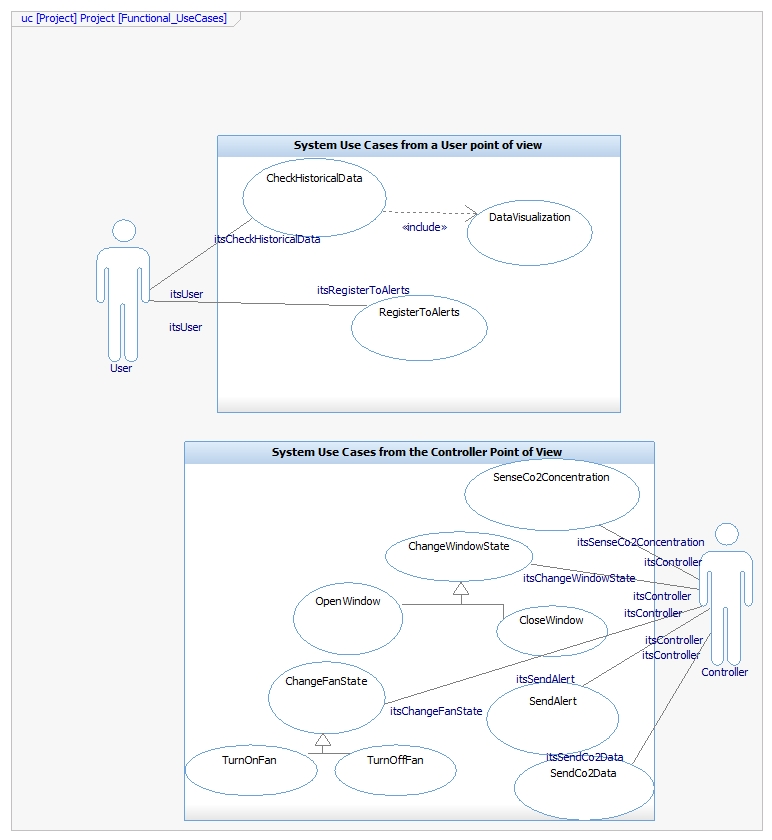 uc [Project] Project [Functional_UseCases]
System Use Cases from a User point of view
CheckHistoricalData
DataVisualization
«include»
itsCheckHistoricalData
itsUser
itsRegisterToAlerts
RegisterToAlerts
itsUser
User
System Use Cases from the Controller Point of View
SenseCo2Concentration
itsSenseCo2Concentration
ChangeWindowState
itsController
itsChangeWindowState
itsController
OpenWindow
itsController
CloseWindow
itsController
itsController
Controller
ChangeFanState
itsSendAlert
SendAlert
itsChangeFanState
itsSendCo2Data
TurnOnFan
TurnOffFan
SendCo2Data